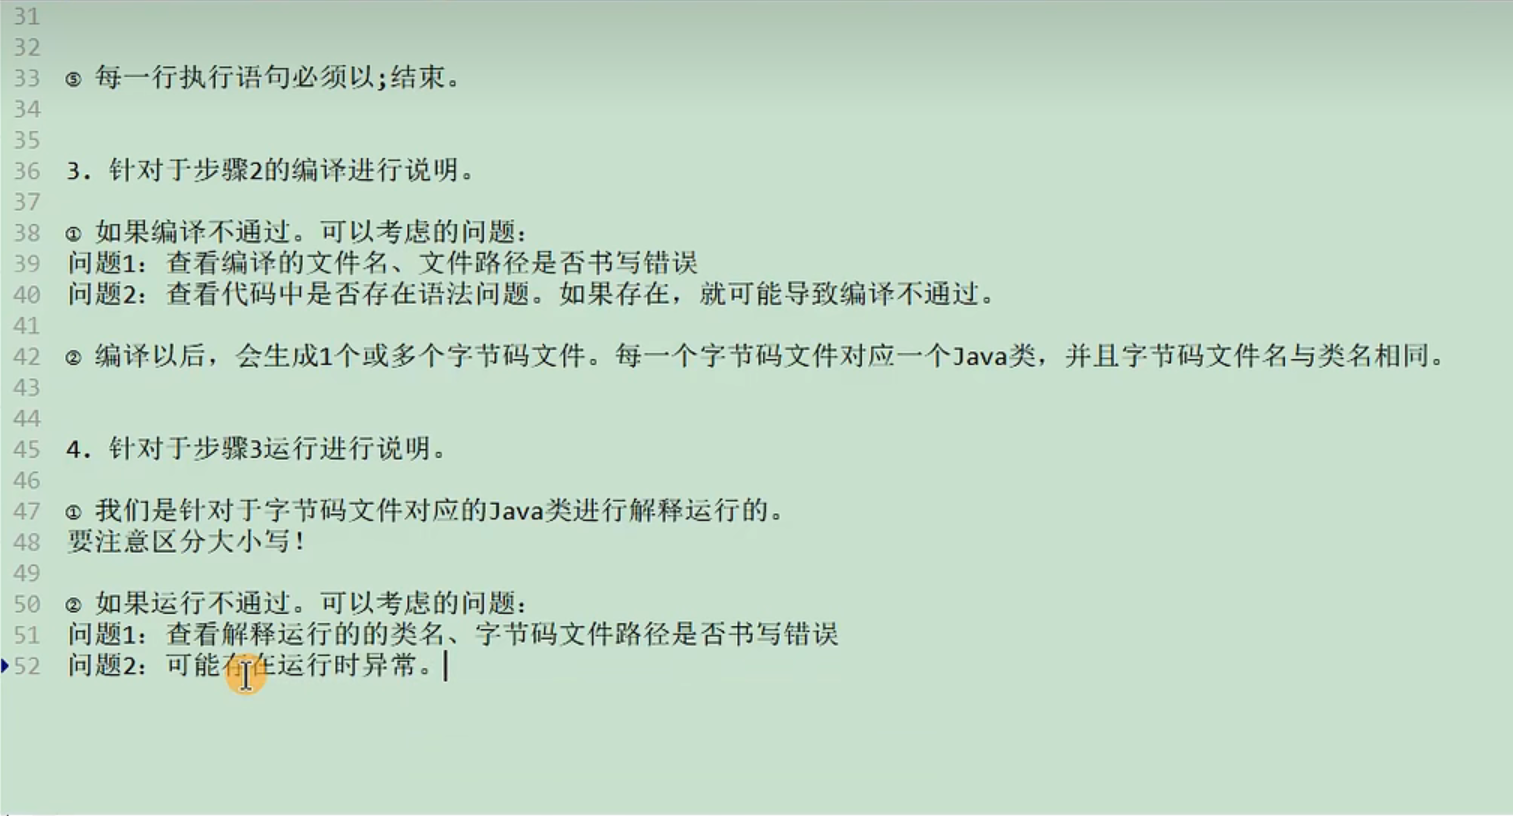 31
32
33 ⑤ 每一行执行语句必须以;结束。
34
35
36 3. 针对于步骤2的编译进行说明。
37
38 ① 如果编译不通过。可以考虑的问题:
39 问题1: 查看编译的文件名、文件路径是否书写错误
40 问题2: 查看代码中是否存在语法问题。如果存在，就可能导致编译不通过。
41
42 ② 编译以后，会生成1个或多个字节码文件。每一个字节码文件对应一个Java类，并且字节码文件名与类名相同。
43
44
45 4. 针对于步骤3运行进行说明。
46
47 ① 我们是针对于字节码文件对应的Java类进行解释运行的。
48 要注意区分大小写!
49
50 ② 如果运行不通过。可以考虑的问题:
51 问题1: 查看解释运行的的类名、字节码文件路径是否书写错误
52 问题2: 可能存在运行时异常。